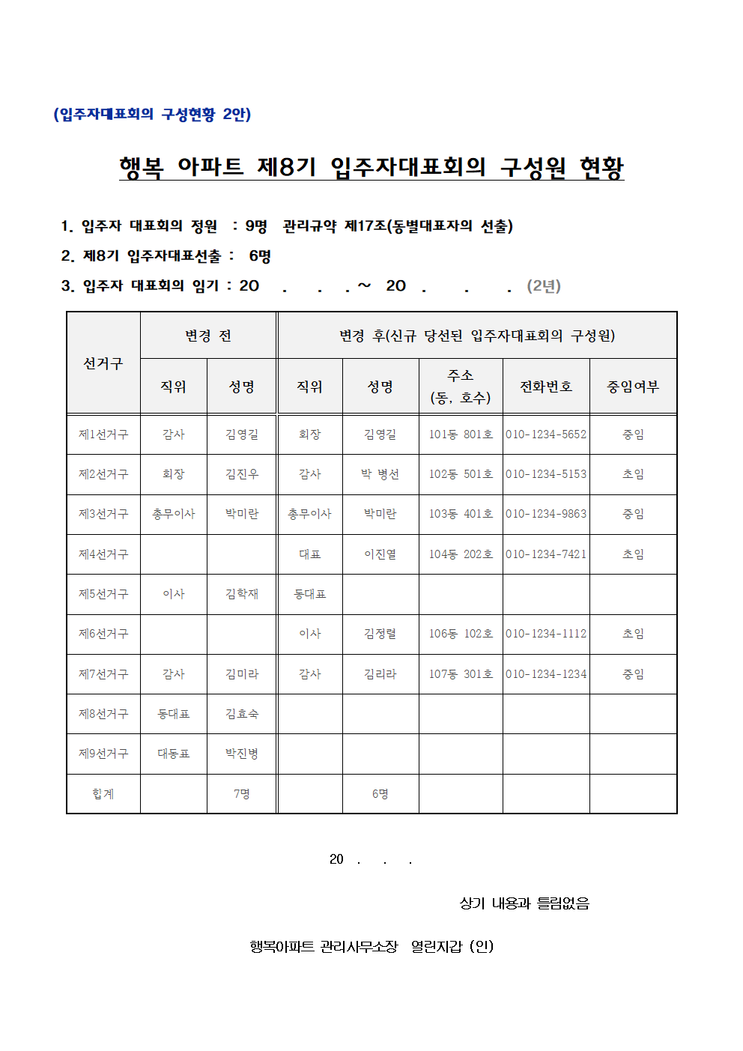 (입주자대표회의 구성현황 2안)
행복 아파트 제8기 입주자대표회의 구성원 현황
1. 입주자 대표회의 정원 : 9명 관리규약 제17조(동별대표자의 선출)
2. 제8기 입주자대표선출 : 6명
3. 입주자 대표회의 임기 : 20 . . . ~ 20 . . . (2년)
선거구 변경 전 변경 후(신규 당선된 입주자대표회의 구성원)
직위 성명 직위 성명 주소 (동, 호수) 전화번호 중임여부
제1선거구 감사 김영길 회장 김영길 101동 801호 010-1234-5652 중임
제2선거구 회장 김진우 감사 박 병선 102동 501호 010-1234-5153 초임
제3선거구 총무이사 박미란 총무이사 박미란 103동 401호 010-1234-9863 중임
제4선거구 대표 이진열 104동 202호 010-1234-7421 초임
제5선거구 이사 김학재 동대표
제6선거구 이사 김정렬 106동 102호 010-1234-1112 초임
제7선거구 감사 김미라 감사 김리라 107동 301호 010-1234-1234 중임
제8선거구 동대표 김효숙
제9선거구 대동표 박진병
힙계 7명 6명
20 . . .
상기 내용과 틀림없음
행복아파트 관리사무소장 열린지갑 (인)